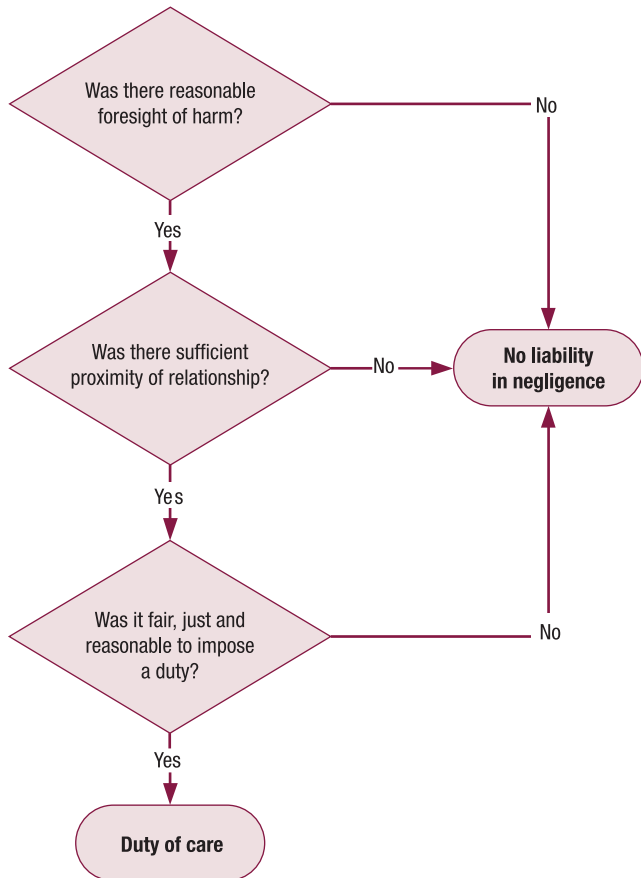 Was there reasonable
foresight of harm?
No
Yes
Was there sufficient
proximity of relationship?
No
No liability
in negligence
Yes
Was it fair, just and
reasonable to impose
a duty?
No
Yes
Duty of care